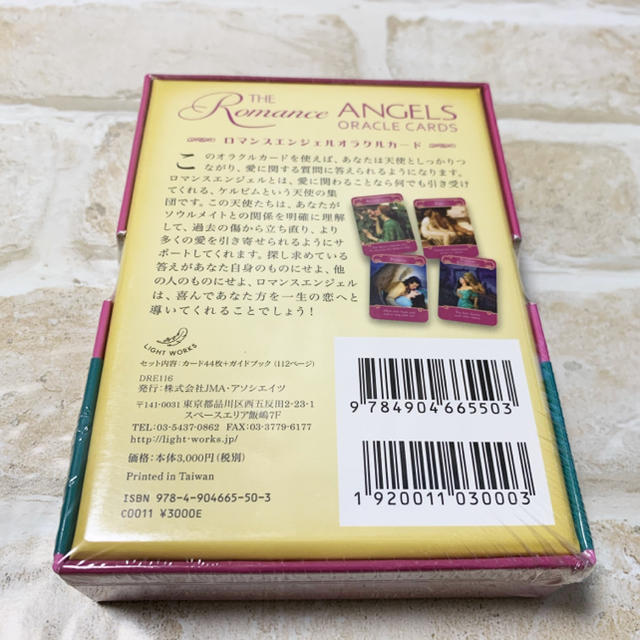 THE
Romance ANGELS
ORACLE CARDS
ロマンスエンジェルオラクルカード
このオラクルカードを使えば、あなたは天使としっかりつ
ながり、愛に関する質問に答えられるようになります。
ロマンスエンジェルとは、愛に関わることなら何でも引き受け
てくれる、ケルビムという天使の集
団です。この天使たちは、あなたが
ソウルメイトとの関係を明確に理解
して、過去の傷から立ち直り、より
多くの愛を引き寄せられるようにサ
ポートしてくれます。探し求めている
答えがあなた自身のものにせよ、他
の人のものにせよ、ロマンスエンジェル
は、喜んであなた方を一生の恋へと
導いてくれることでしょう!
LIGHT WORKS
セット内容:カード44枚+ガイドブック(112ページ)
DRE116
発行:株式会社JMA・アソシエイツ
〒141-0031 東京都品川区西五反田2-23-1
スペースエリア飯嶋7F
TEL:03-5437-0862 FAX:03-3779-6177
http://light-works.jp/
価格:本体3,000円(税別)
Printed in Taiwan
ISBN 978-4-904665-50-3
C0011 ¥3000E
9 784904 665503
1 920011 030003